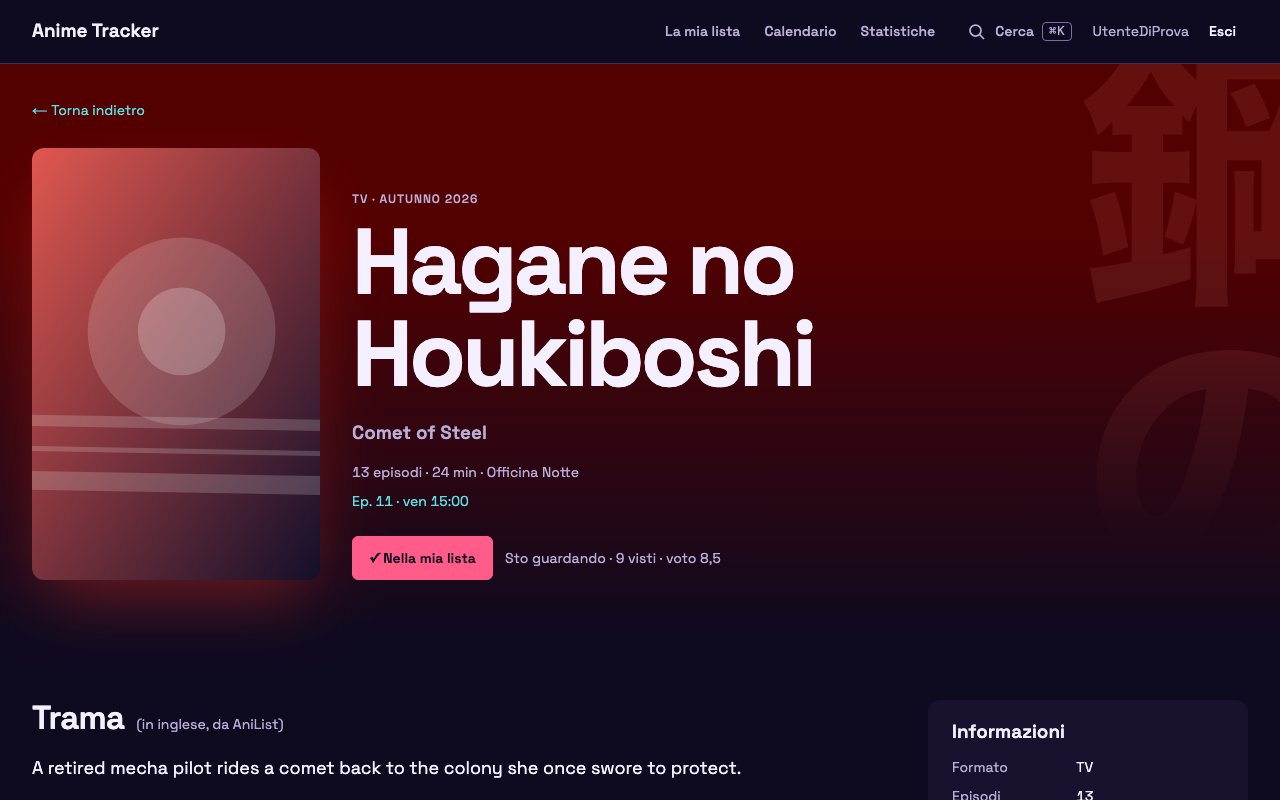 Anime Tracker
La mia lista Calendario Statistiche Cerca ⌘K UtenteDiProva Esci
← Torna indietro
鋼
の
TV · AUTUNNO 2026
Hagane no
Houkiboshi
Comet of Steel
13 episodi · 24 min · Officina Notte
Ep. 11 · ven 15:00
✓ Nella mia lista Sto guardando · 9 visti · voto 8,5
Trama (in inglese, da AniList)
A retired mecha pilot rides a comet back to the colony she once swore to protect.
Informazioni
Formato TV
Episodi 13